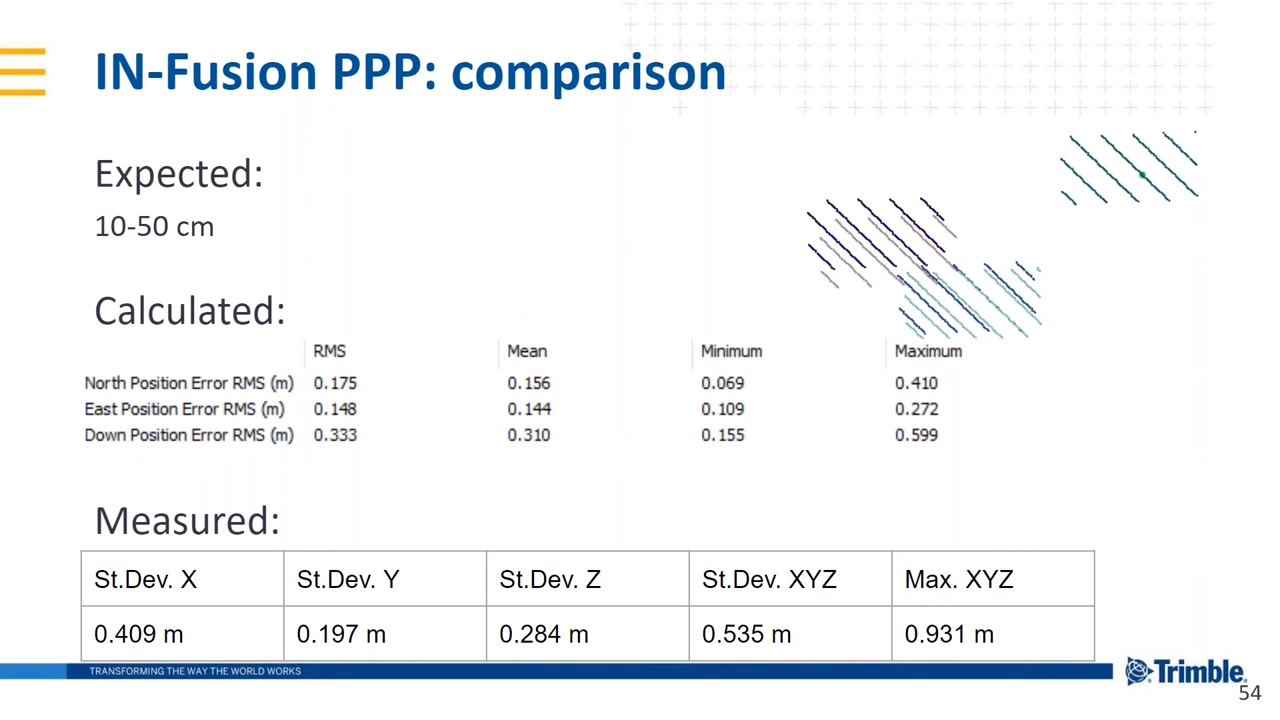 IN-Fusion PPP: comparison
Expected:
10-50 cm
Calculated:
RMS Mean Minimum Maximum
North Position Error RMS (m) 0.175 0.156 0.069 0.410
East Position Error RMS (m) 0.148 0.144 0.109 0.272
Down Position Error RMS (m) 0.333 0.310 0.155 0.599
Measured:
St.Dev. X St.Dev. Y St.Dev. Z St.Dev. XYZ Max. XYZ
0.409 m 0.197 m 0.284 m 0.535 m 0.931 m
TRANSFORMING THE WAY THE WORLD WORKS
Trimble.
54